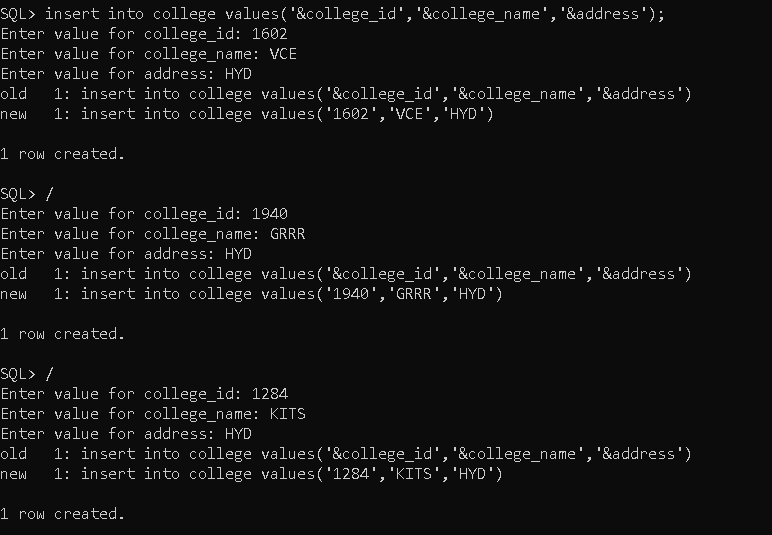 SQL> insert into college values('&college_id','&college_name','&address');
Enter value for college_id: 1602
Enter value for college_name: VCE
Enter value for address: HYD
old   1: insert into college values('&college_id','&college_name','&address')
new   1: insert into college values('1602','VCE','HYD')
1 row created.
SQL> /
Enter value for college_id: 1940
Enter value for college_name: GRRR
Enter value for address: HYD
old   1: insert into college values('&college_id','&college_name','&address')
new   1: insert into college values('1940','GRRR','HYD')
1 row created.
SQL> /
Enter value for college_id: 1284
Enter value for college_name: KITS
Enter value for address: HYD
old   1: insert into college values('&college_id','&college_name','&address')
new   1: insert into college values('1284','KITS','HYD')
1 row created.